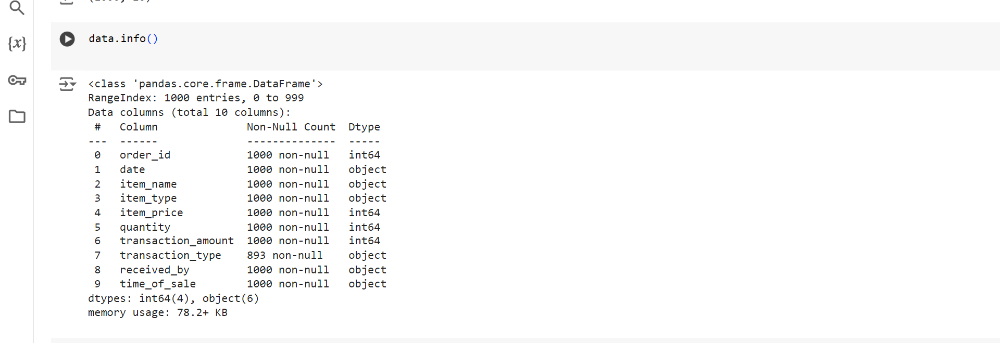 {x}
data.info()
<class 'pandas.core.frame.DataFrame'>
RangeIndex: 1000 entries, 0 to 999
Data columns (total 10 columns):
 #   Column              Non-Null Count  Dtype
---  ------              --------------  -----
 0   order_id            1000 non-null   int64
 1   date                1000 non-null   object
 2   item_name           1000 non-null   object
 3   item_type           1000 non-null   object
 4   item_price          1000 non-null   int64
 5   quantity            1000 non-null   int64
 6   transaction_amount  1000 non-null   int64
 7   transaction_type    893 non-null    object
 8   received_by         1000 non-null   object
 9   time_of_sale        1000 non-null   object
dtypes: int64(4), object(6)
memory usage: 78.2+ KB